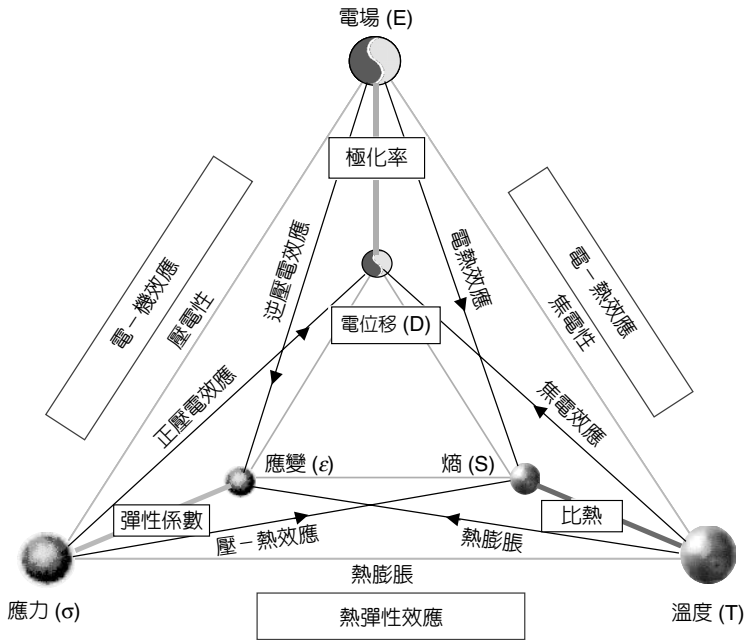 電場 (E)
極化率
電－機效應
壓電性
逆壓電效應
電熱效應
焦電性
電－熱效應
電位移 (D)
正壓電效應
焦電效應
應變 (ε)
熵 (S)
彈性係數
比熱
壓－熱效應
熱膨脹
熱膨脹
應力 (σ)
溫度 (T)
熱彈性效應